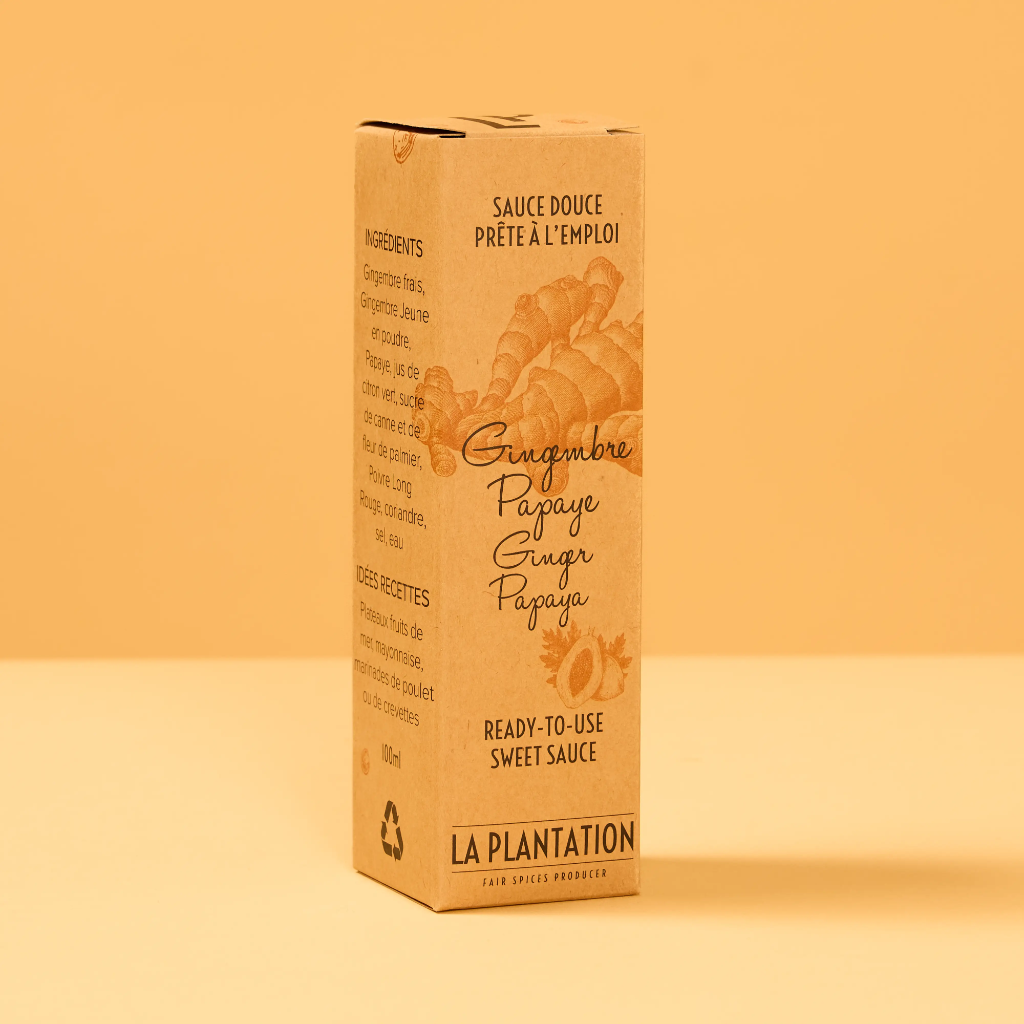 INGRÉDIENTS
Gingembre frais,
Gingembre Jeune
en poudre,
Papaye, jus de
citron vert, sucre
de canne et de
fleur de palmier,
Poivre Long
Rouge, coriandre,
sel, eau
IDÉES RECETTES
Plateaux fruits de
mer, mayonnaise,
marinades de poulet
ou de crevettes
100ml
SAUCE DOUCE
PRÊTE À L'EMPLOI
Gingembre
Papaye
Ginger
Papaya
READY-TO-USE
SWEET SAUCE
LA PLANTATION
FAIR SPICES PRODUCER